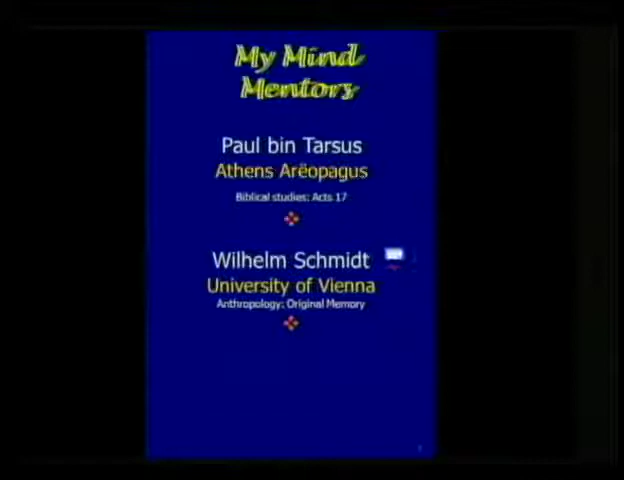 My Mind
Mentors
Paul bin Tarsus
Athens Arëopagus
Biblical studies: Acts 17
Wilhelm Schmidt
University of Vienna
Anthropology: Original Memory